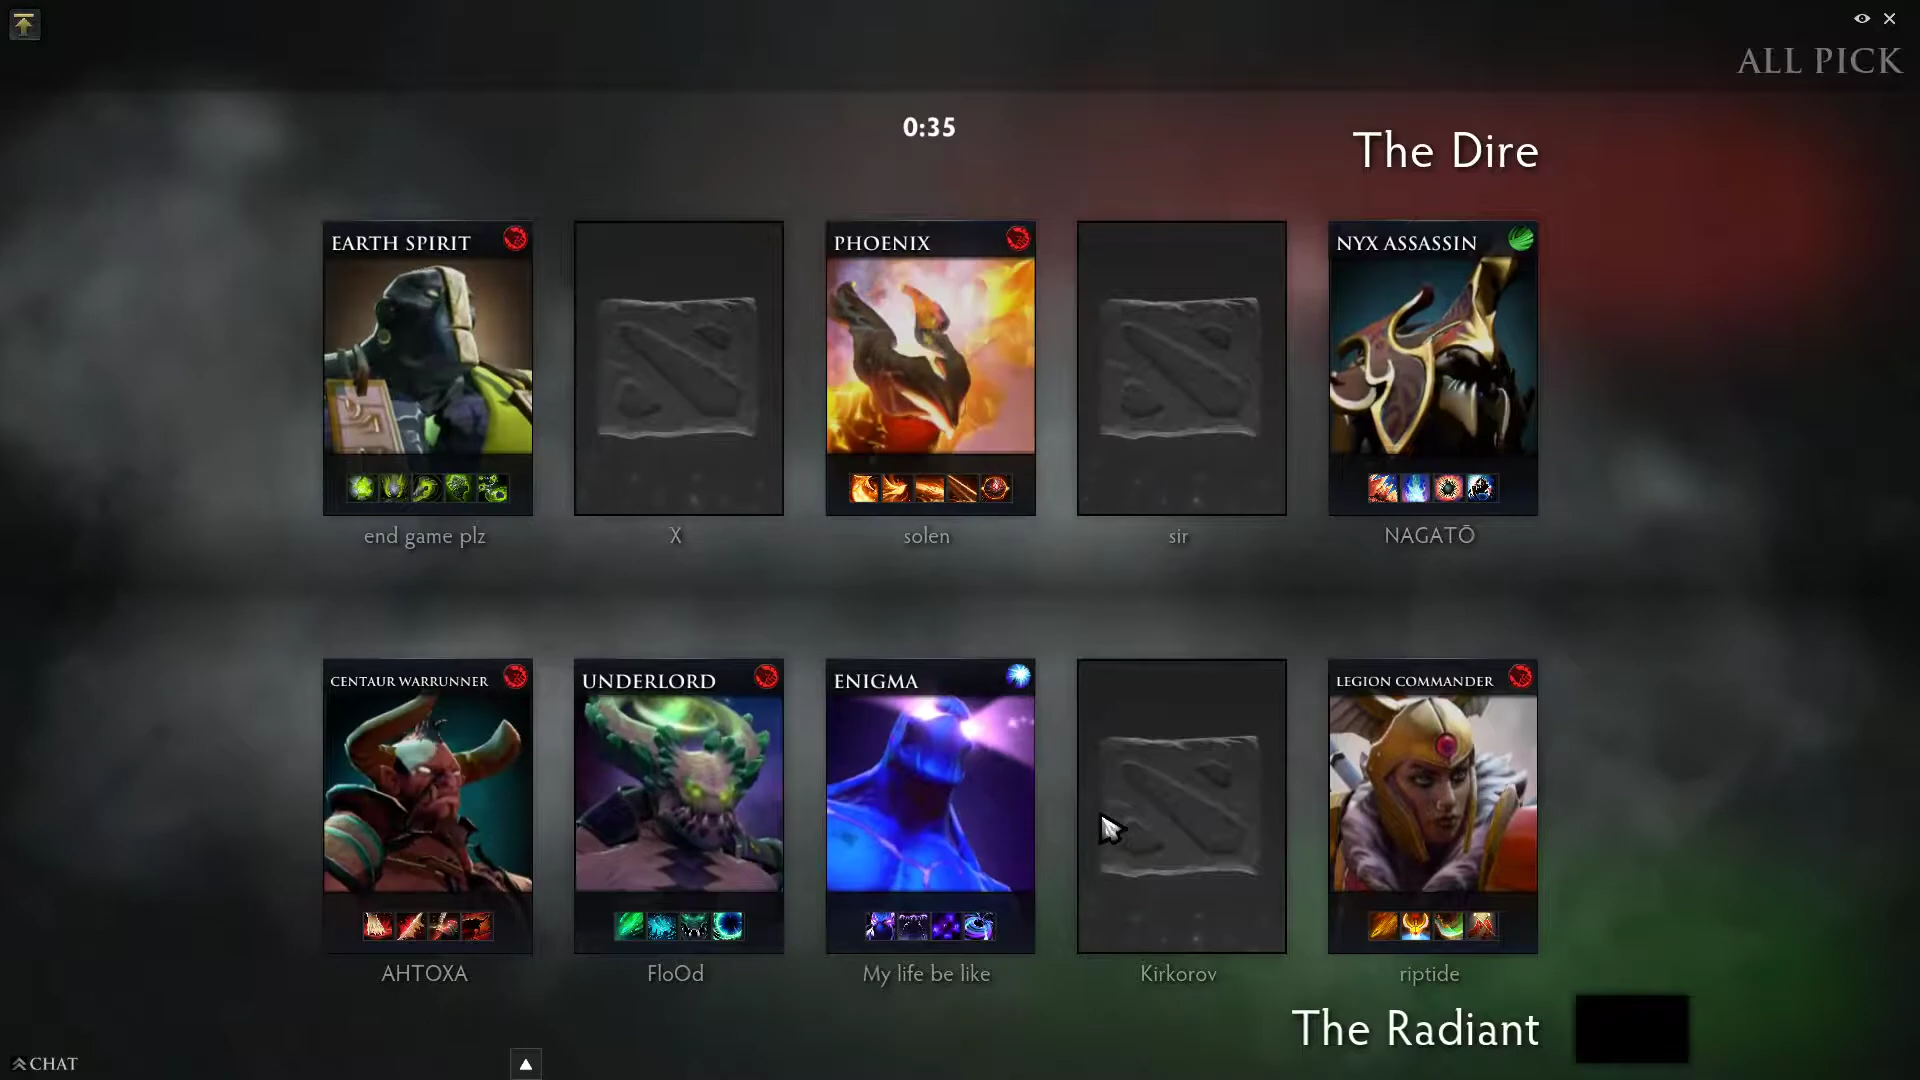 ALL PICK
0:35
The Dire
EARTH SPIRIT
PHOENIX
NYX ASSASSIN
end game plz
X
solen
sir
NAGATŌ
CENTAUR WARRUNNER
UNDERLORD
ENIGMA
LEGION COMMANDER
AHTOXA
FloOd
My life be like
Kirkorov
riptide
The Radiant
CHAT